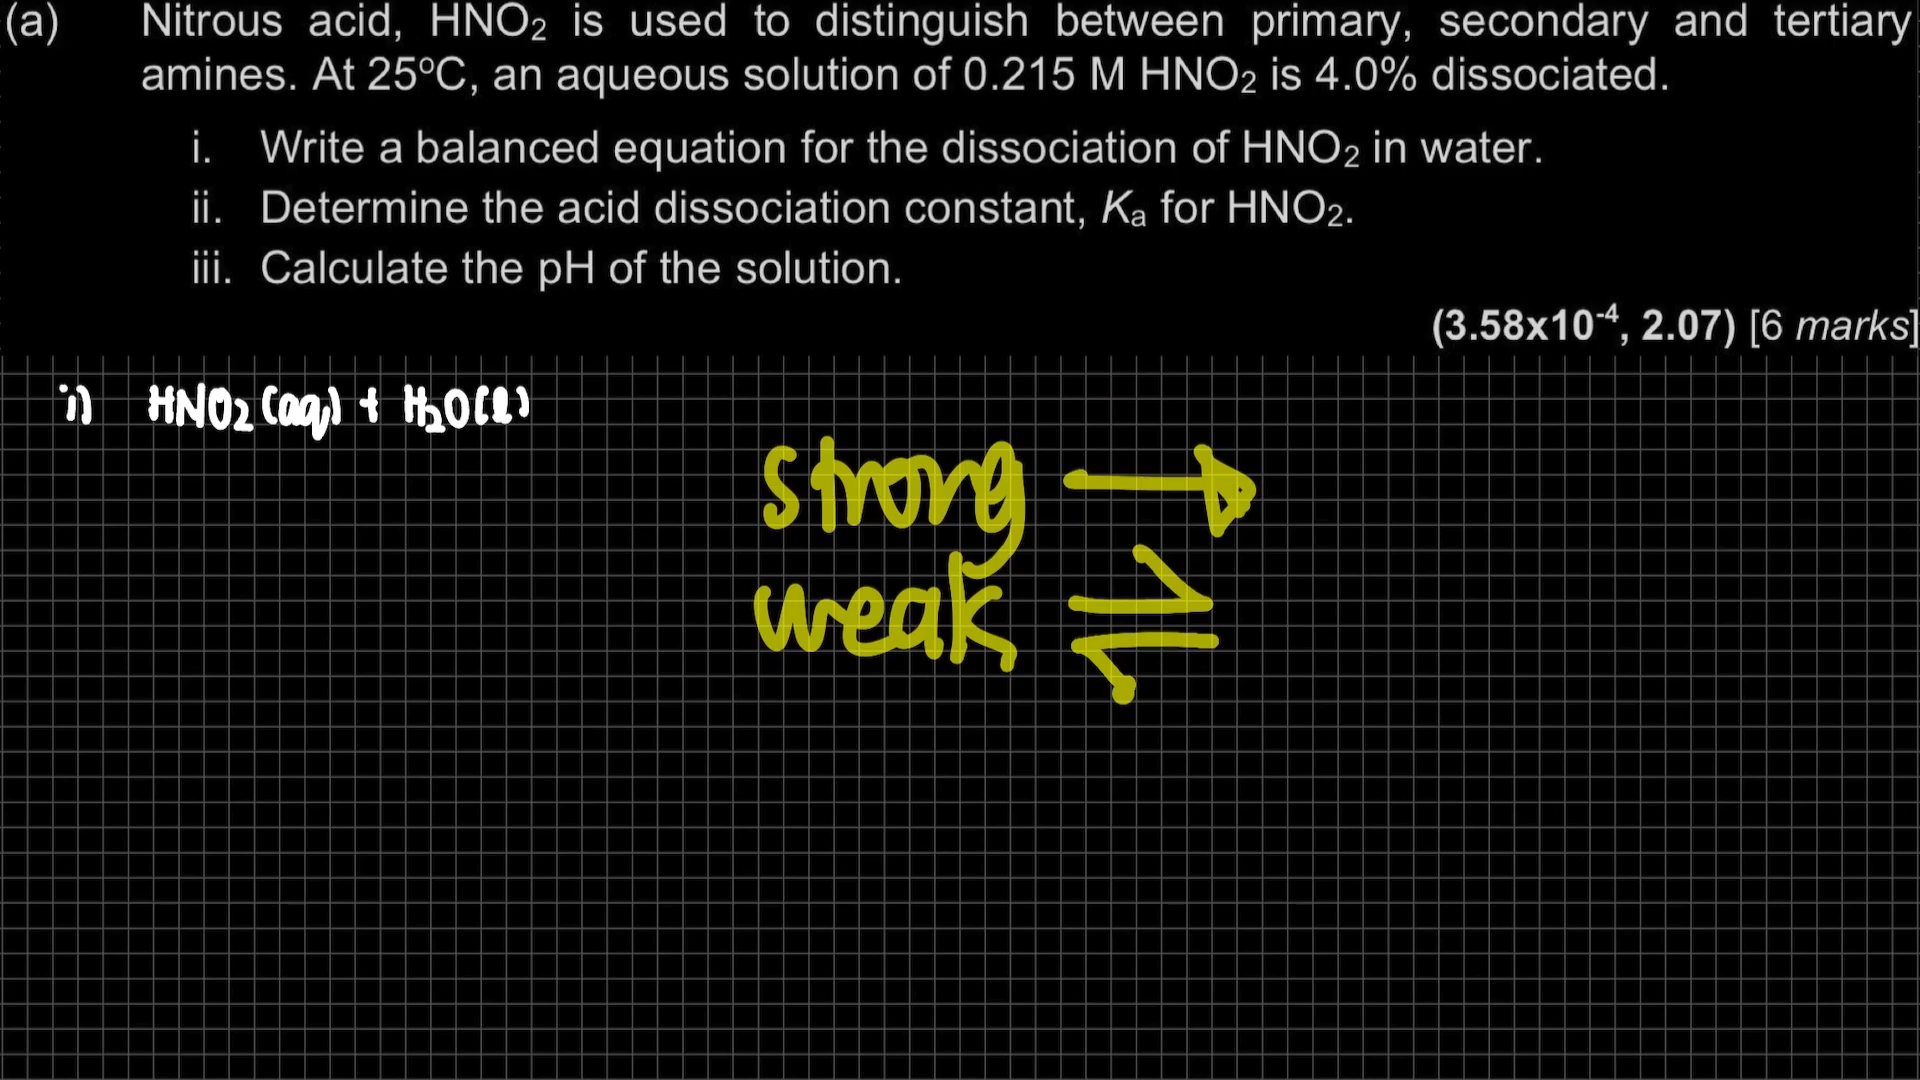 (a) Nitrous acid, HNO₂ is used to distinguish between primary, secondary and tertiary
amines. At 25ºC, an aqueous solution of 0.215 M HNO₂ is 4.0% dissociated.
i. Write a balanced equation for the dissociation of HNO₂ in water.
ii. Determine the acid dissociation constant, Kₐ for HNO₂.
iii. Calculate the pH of the solution.
(3.58x10⁻⁴, 2.07) [6 marks]
i) HNO₂ (aq) + H₂O(l)
strong →
weak ⇌